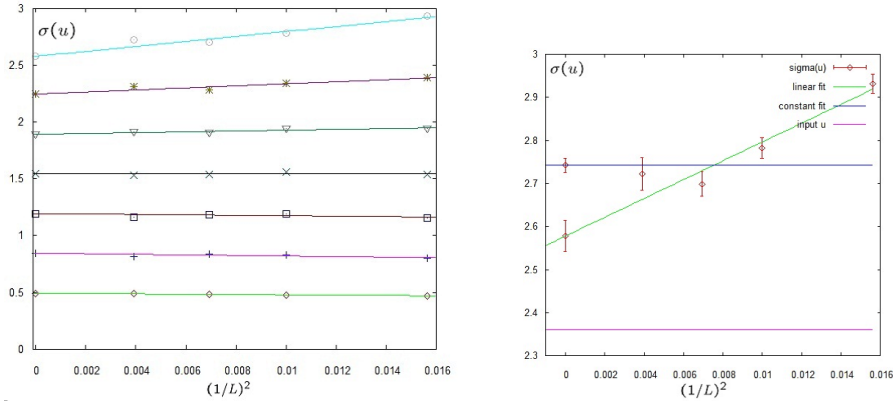 σ(u)
3
2.5
2
1.5
1
0.5
0
0 0.002 0.004 0.006 0.008 0.01 0.012 0.014 0.016
(1/L)²
σ(u)
sigma(u)
linear fit
constant fit
input u
3
2.9
2.8
2.7
2.6
2.5
2.4
2.3
0 0.002 0.004 0.006 0.008 0.01 0.012 0.014 0.016
(1/L)²